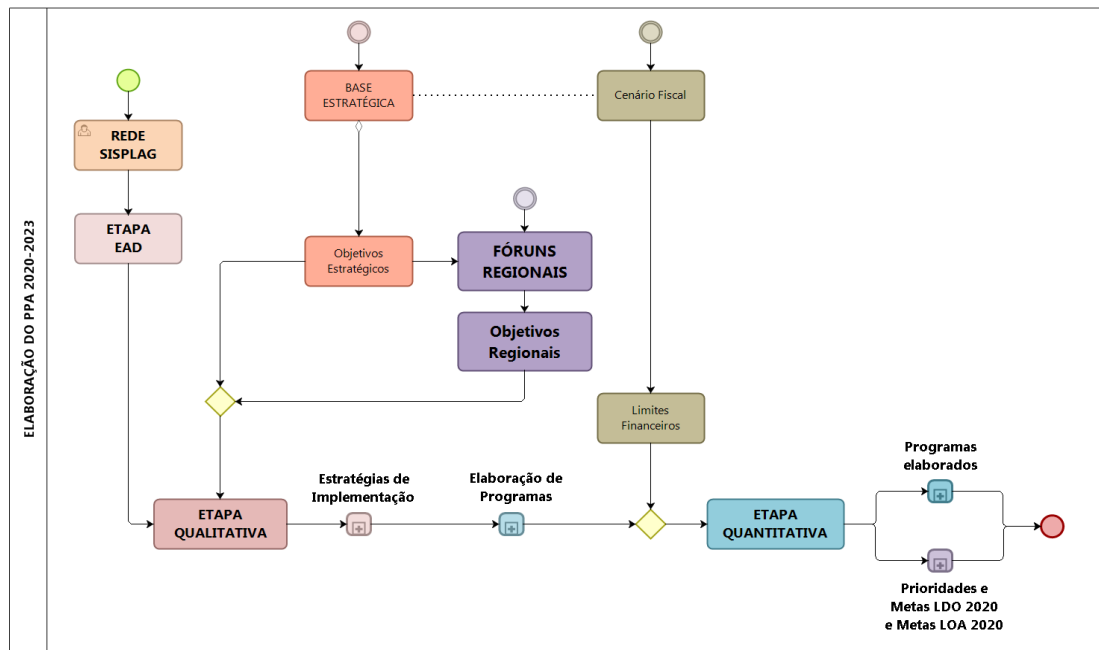 ELABORAÇÃO DO PPA 2020-2023
BASE
ESTRATÉGICA
Cenário Fiscal
REDE
SISPLAG
ETAPA
EAD
Objetivos
Estratégicos
FÓRUNS
REGIONAIS
Objetivos
Regionais
Limites
Financeiros
Estratégias de
Implementação
Elaboração de
Programas
Programas
elaborados
ETAPA
QUALITATIVA
ETAPA
QUANTITATIVA
Prioridades e
Metas LDO 2020
e Metas LOA 2020